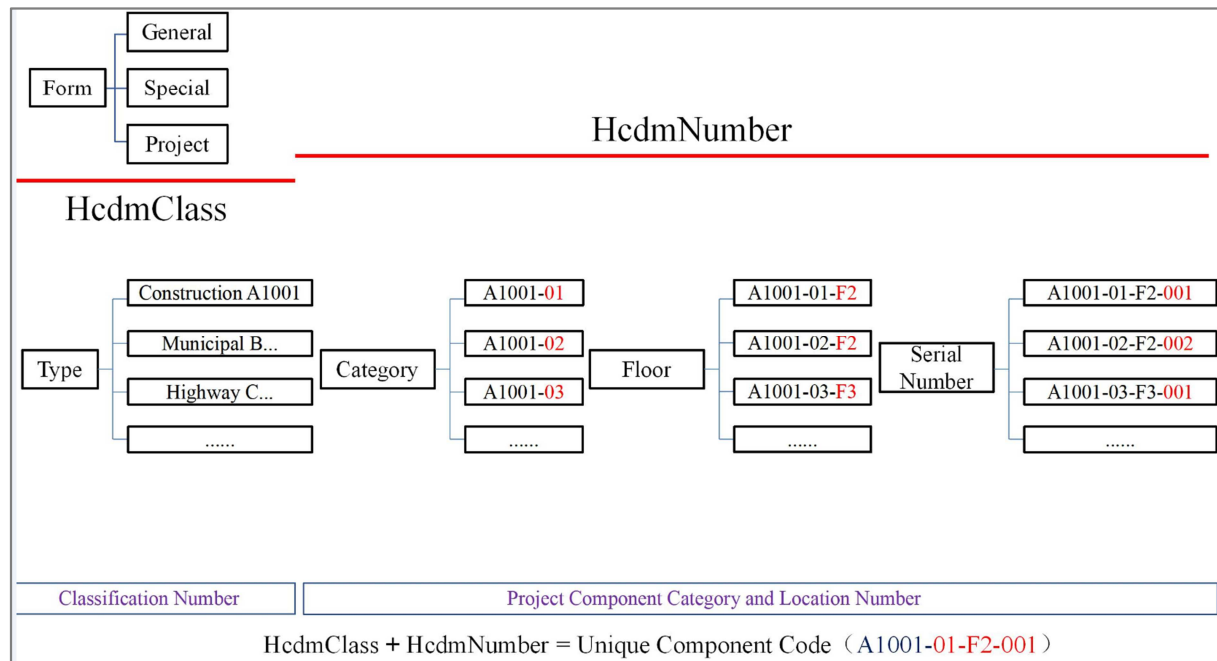 General
Form
Special
Project
HcdmNumber
HcdmClass
Type
Construction A1001
Municipal B...
Highway C...
......
Category
A1001-01
A1001-02
A1001-03
......
Floor
A1001-01-F2
A1001-02-F2
A1001-03-F3
......
Serial
Number
A1001-01-F2-001
A1001-02-F2-002
A1001-03-F3-001
......
Classification Number
Project Component Category and Location Number
HcdmClass + HcdmNumber = Unique Component Code（A1001-01-F2-001）